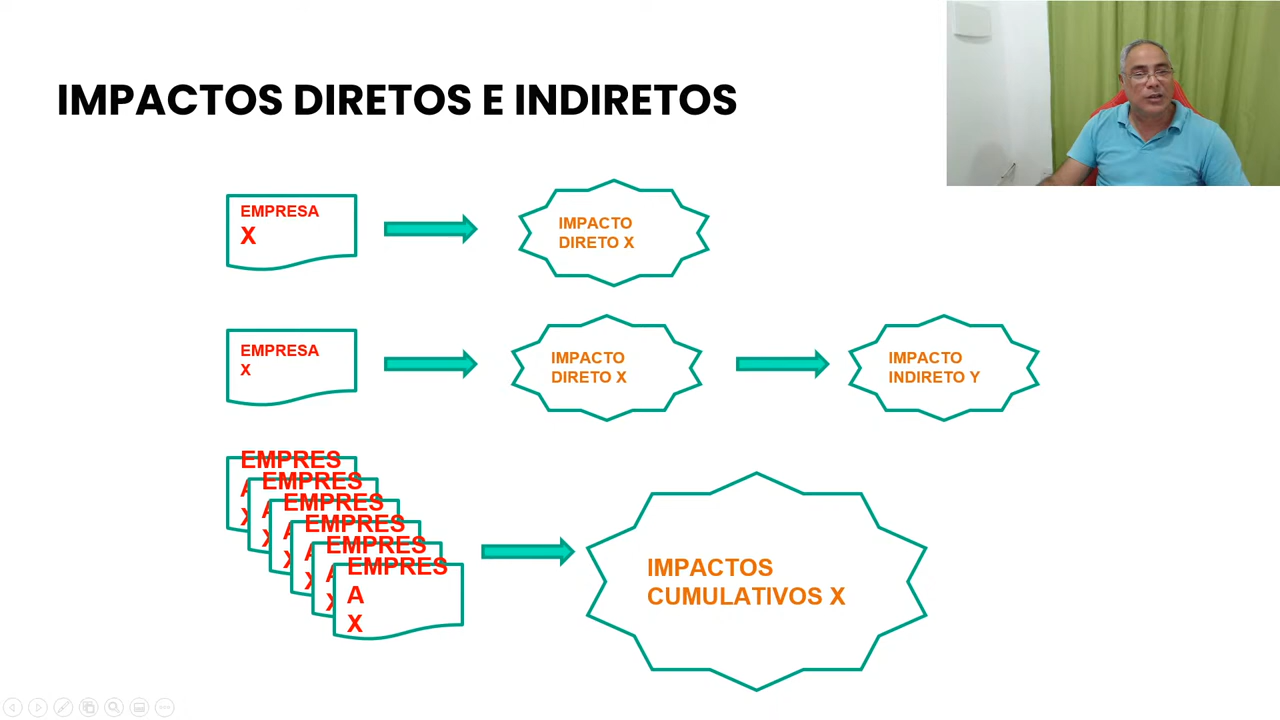 IMPACTOS DIRETOS E INDIRETOS
EMPRESA
X
IMPACTO
DIRETO X
EMPRESA
X
IMPACTO
DIRETO X
IMPACTO
INDIRETO Y
EMPRES
A
X
EMPRES
A
X
EMPRES
A
X
EMPRES
A
X
EMPRES
A
X
EMPRES
A
X
IMPACTOS
CUMULATIVOS X